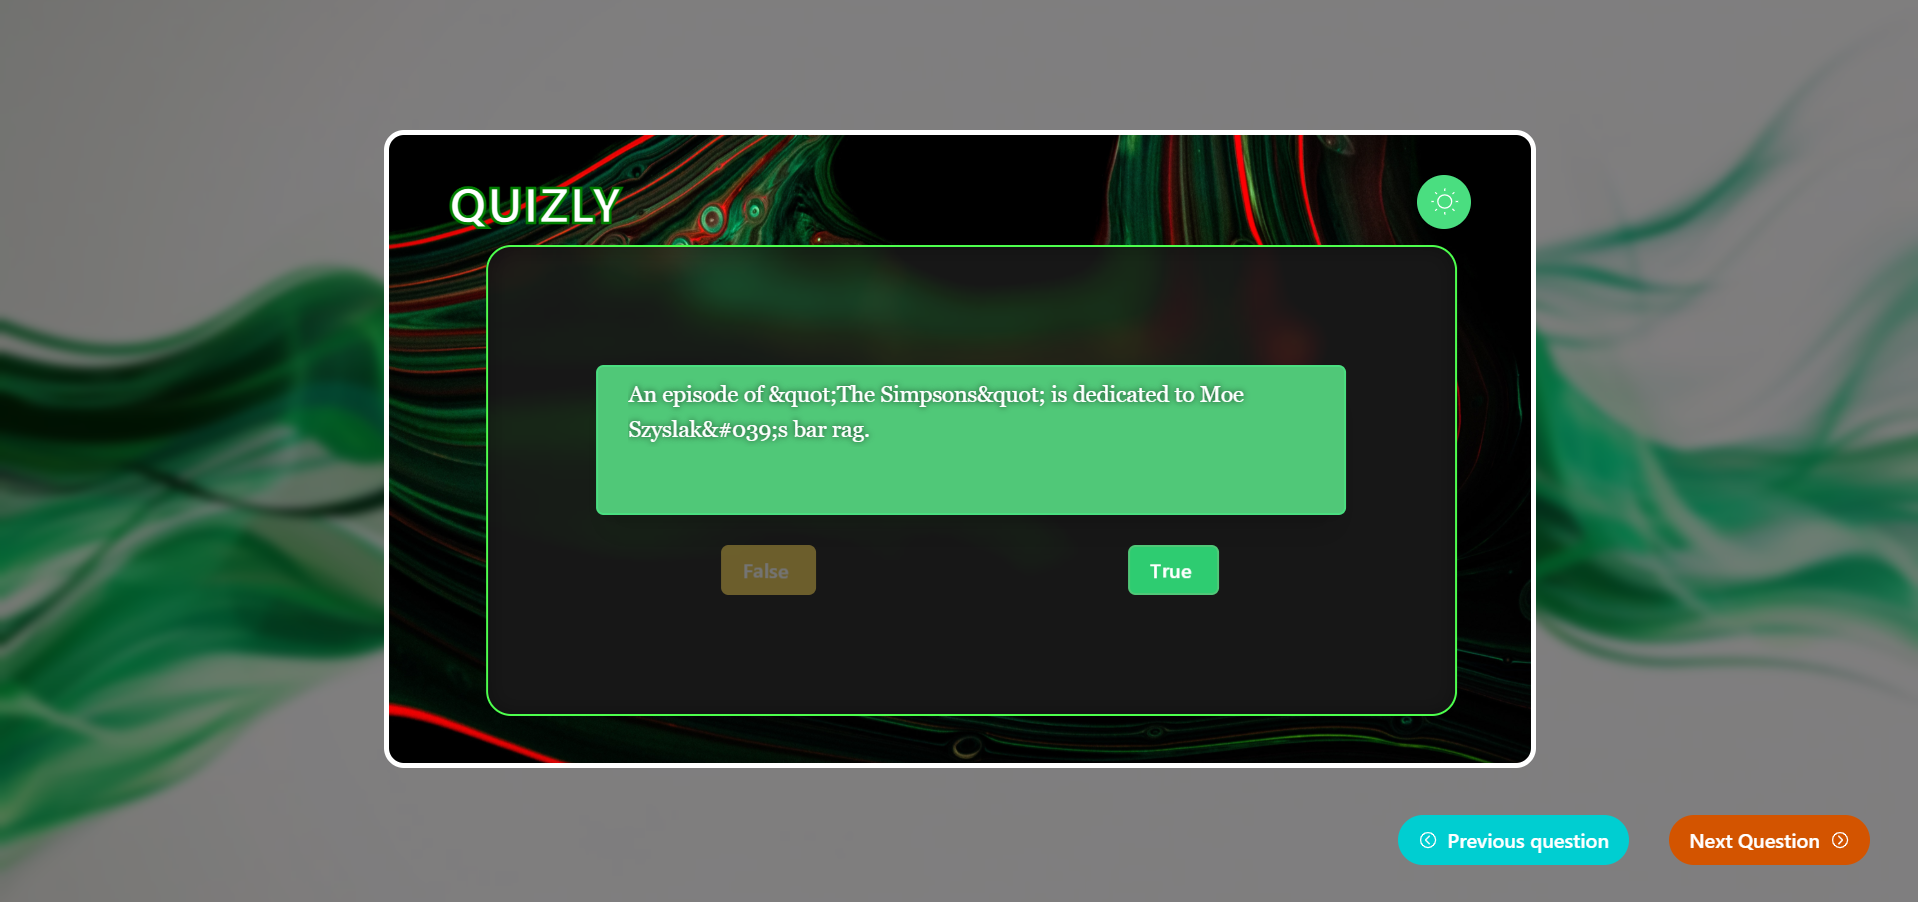 QUIZLY
An episode of &quot;The Simpsons&quot; is dedicated to Moe
Szyslak&#039;s bar rag.
False
True
Previous question
Next Question